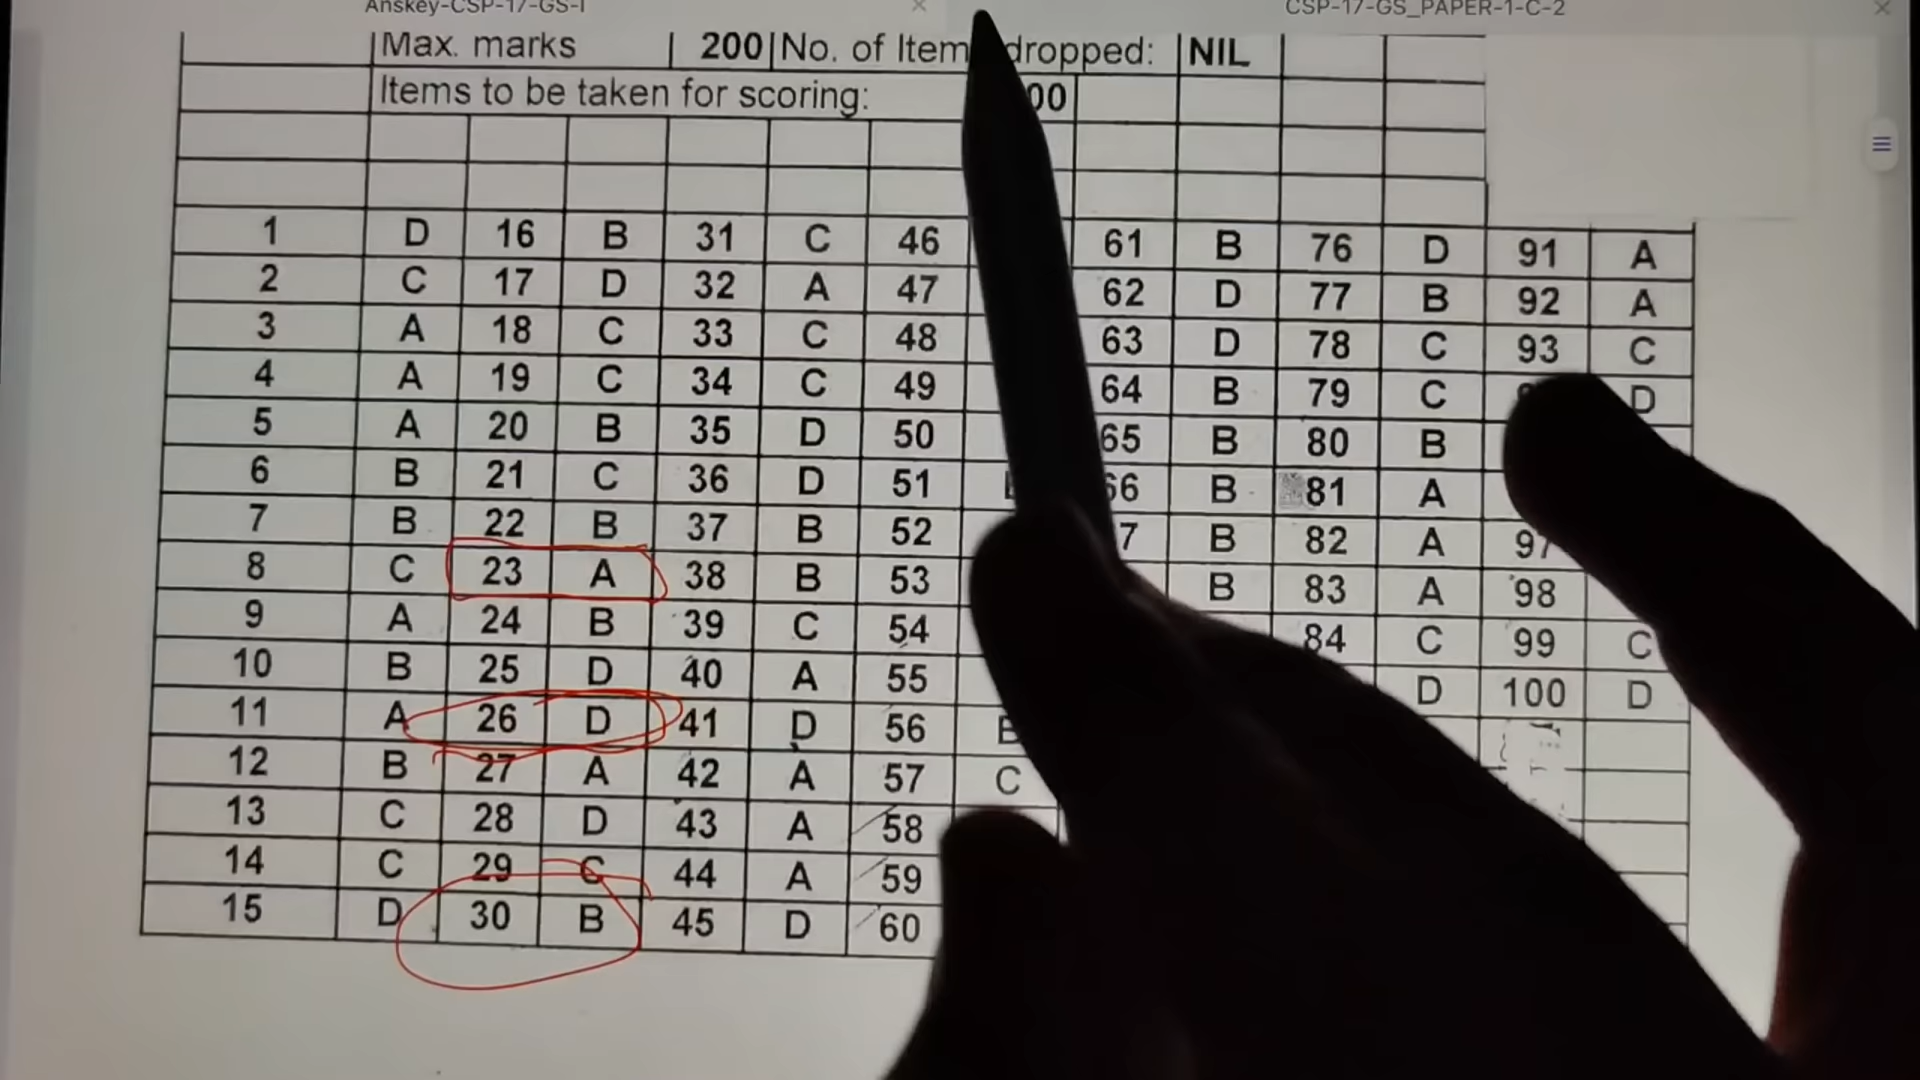 Anskey-CSP-17-GS-I × CSP-17-GS_PAPER-1-C-2 ×
Max. marks 200 No. of Item dropped: NIL
Items to be taken for scoring: 00
1 D 16 B 31 C 46 61 B 76 D 91 A
2 C 17 D 32 A 47 62 D 77 B 92 A
3 A 18 C 33 C 48 63 D 78 C 93 C
4 A 19 C 34 C 49 64 B 79 C D
5 A 20 B 35 D 50 65 B 80 B
6 B 21 C 36 D 51 66 B 81 A
7 B 22 B 37 B 52 7 B 82 A 97
8 C 23 A 38 B 53 B 83 A 98
9 A 24 B 39 C 54 84 C 99 C
10 B 25 D 40 A 55 D 100 D
11 A 26 D 41 D 56
12 B 27 A 42 A 57 C
13 C 28 D 43 A 58
14 C 29 C 44 A 59
15 D 30 B 45 D 60